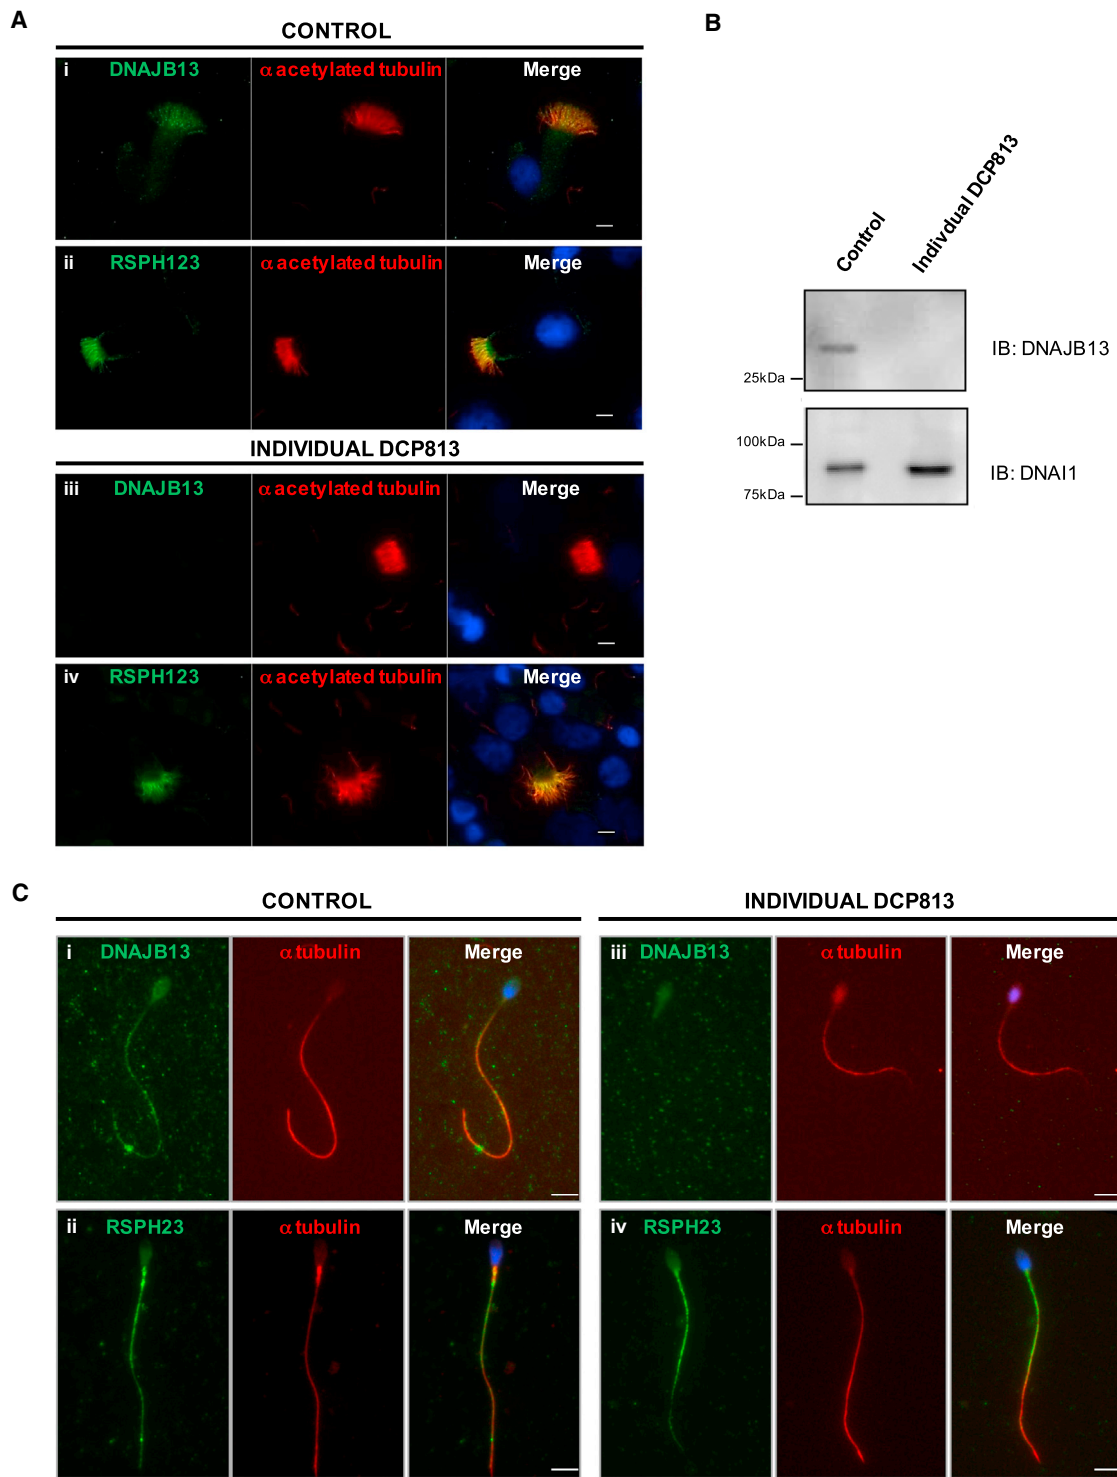 A
CONTROL
i DNAJB13 α acetylated tubulin Merge
ii RSPH123 α acetylated tubulin Merge
INDIVIDUAL DCP813
iii DNAJB13 α acetylated tubulin Merge
iv RSPH123 α acetylated tubulin Merge
B
Control
Indivdual DCP813
IB: DNAJB13
25kDa
100kDa
IB: DNAI1
75kDa
C
CONTROL
i DNAJB13 α tubulin Merge
ii RSPH23 α tubulin Merge
INDIVIDUAL DCP813
iii DNAJB13 α tubulin Merge
iv RSPH23 α tubulin Merge